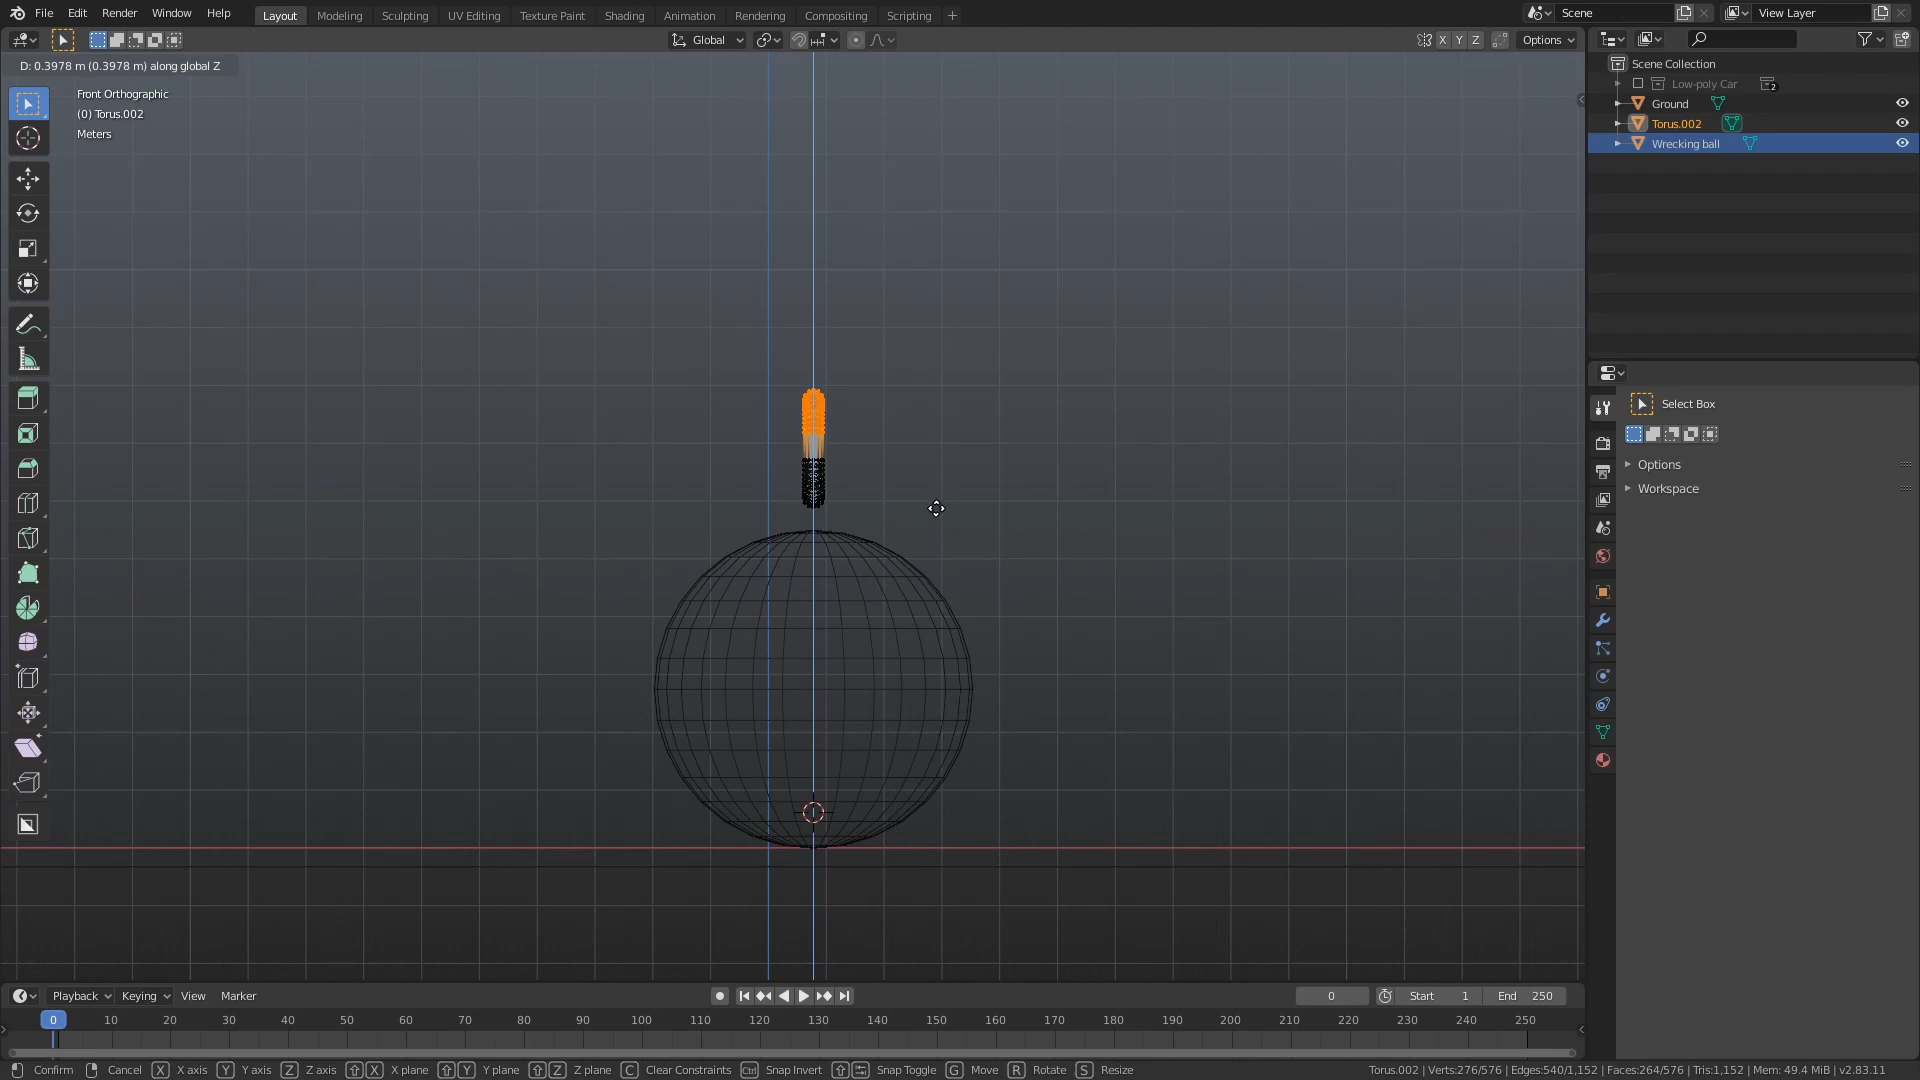 File Edit Render Window Help Layout Modeling Sculpting UV Editing Texture Paint Shading Animation Rendering Compositing Scripting + Scene View Layer
Global X Y Z Options
D: 0.3978 m (0.3978 m) along global Z
Front Orthographic
(0) Torus.002
Meters
Scene Collection
Low-poly Car 2
Ground
Torus.002
Wrecking ball
Select Box
Options
Workspace
Playback Keying View Marker 0 Start 1 End 250
0 10 20 30 40 50 60 70 80 90 100 110 120 130 140 150 160 170 180 190 200 210 220 230 240 250
Confirm Cancel X X axis Y Y axis Z Z axis X X plane Y Y plane Z Z plane C Clear Constraints Ctrl Snap Invert Snap Toggle G Move R Rotate S Resize Torus.002 | Verts:276/576 | Edges:540/1,152 | Faces:264/576 | Tris:1,152 | Mem: 49.4 MiB | v2.83.11